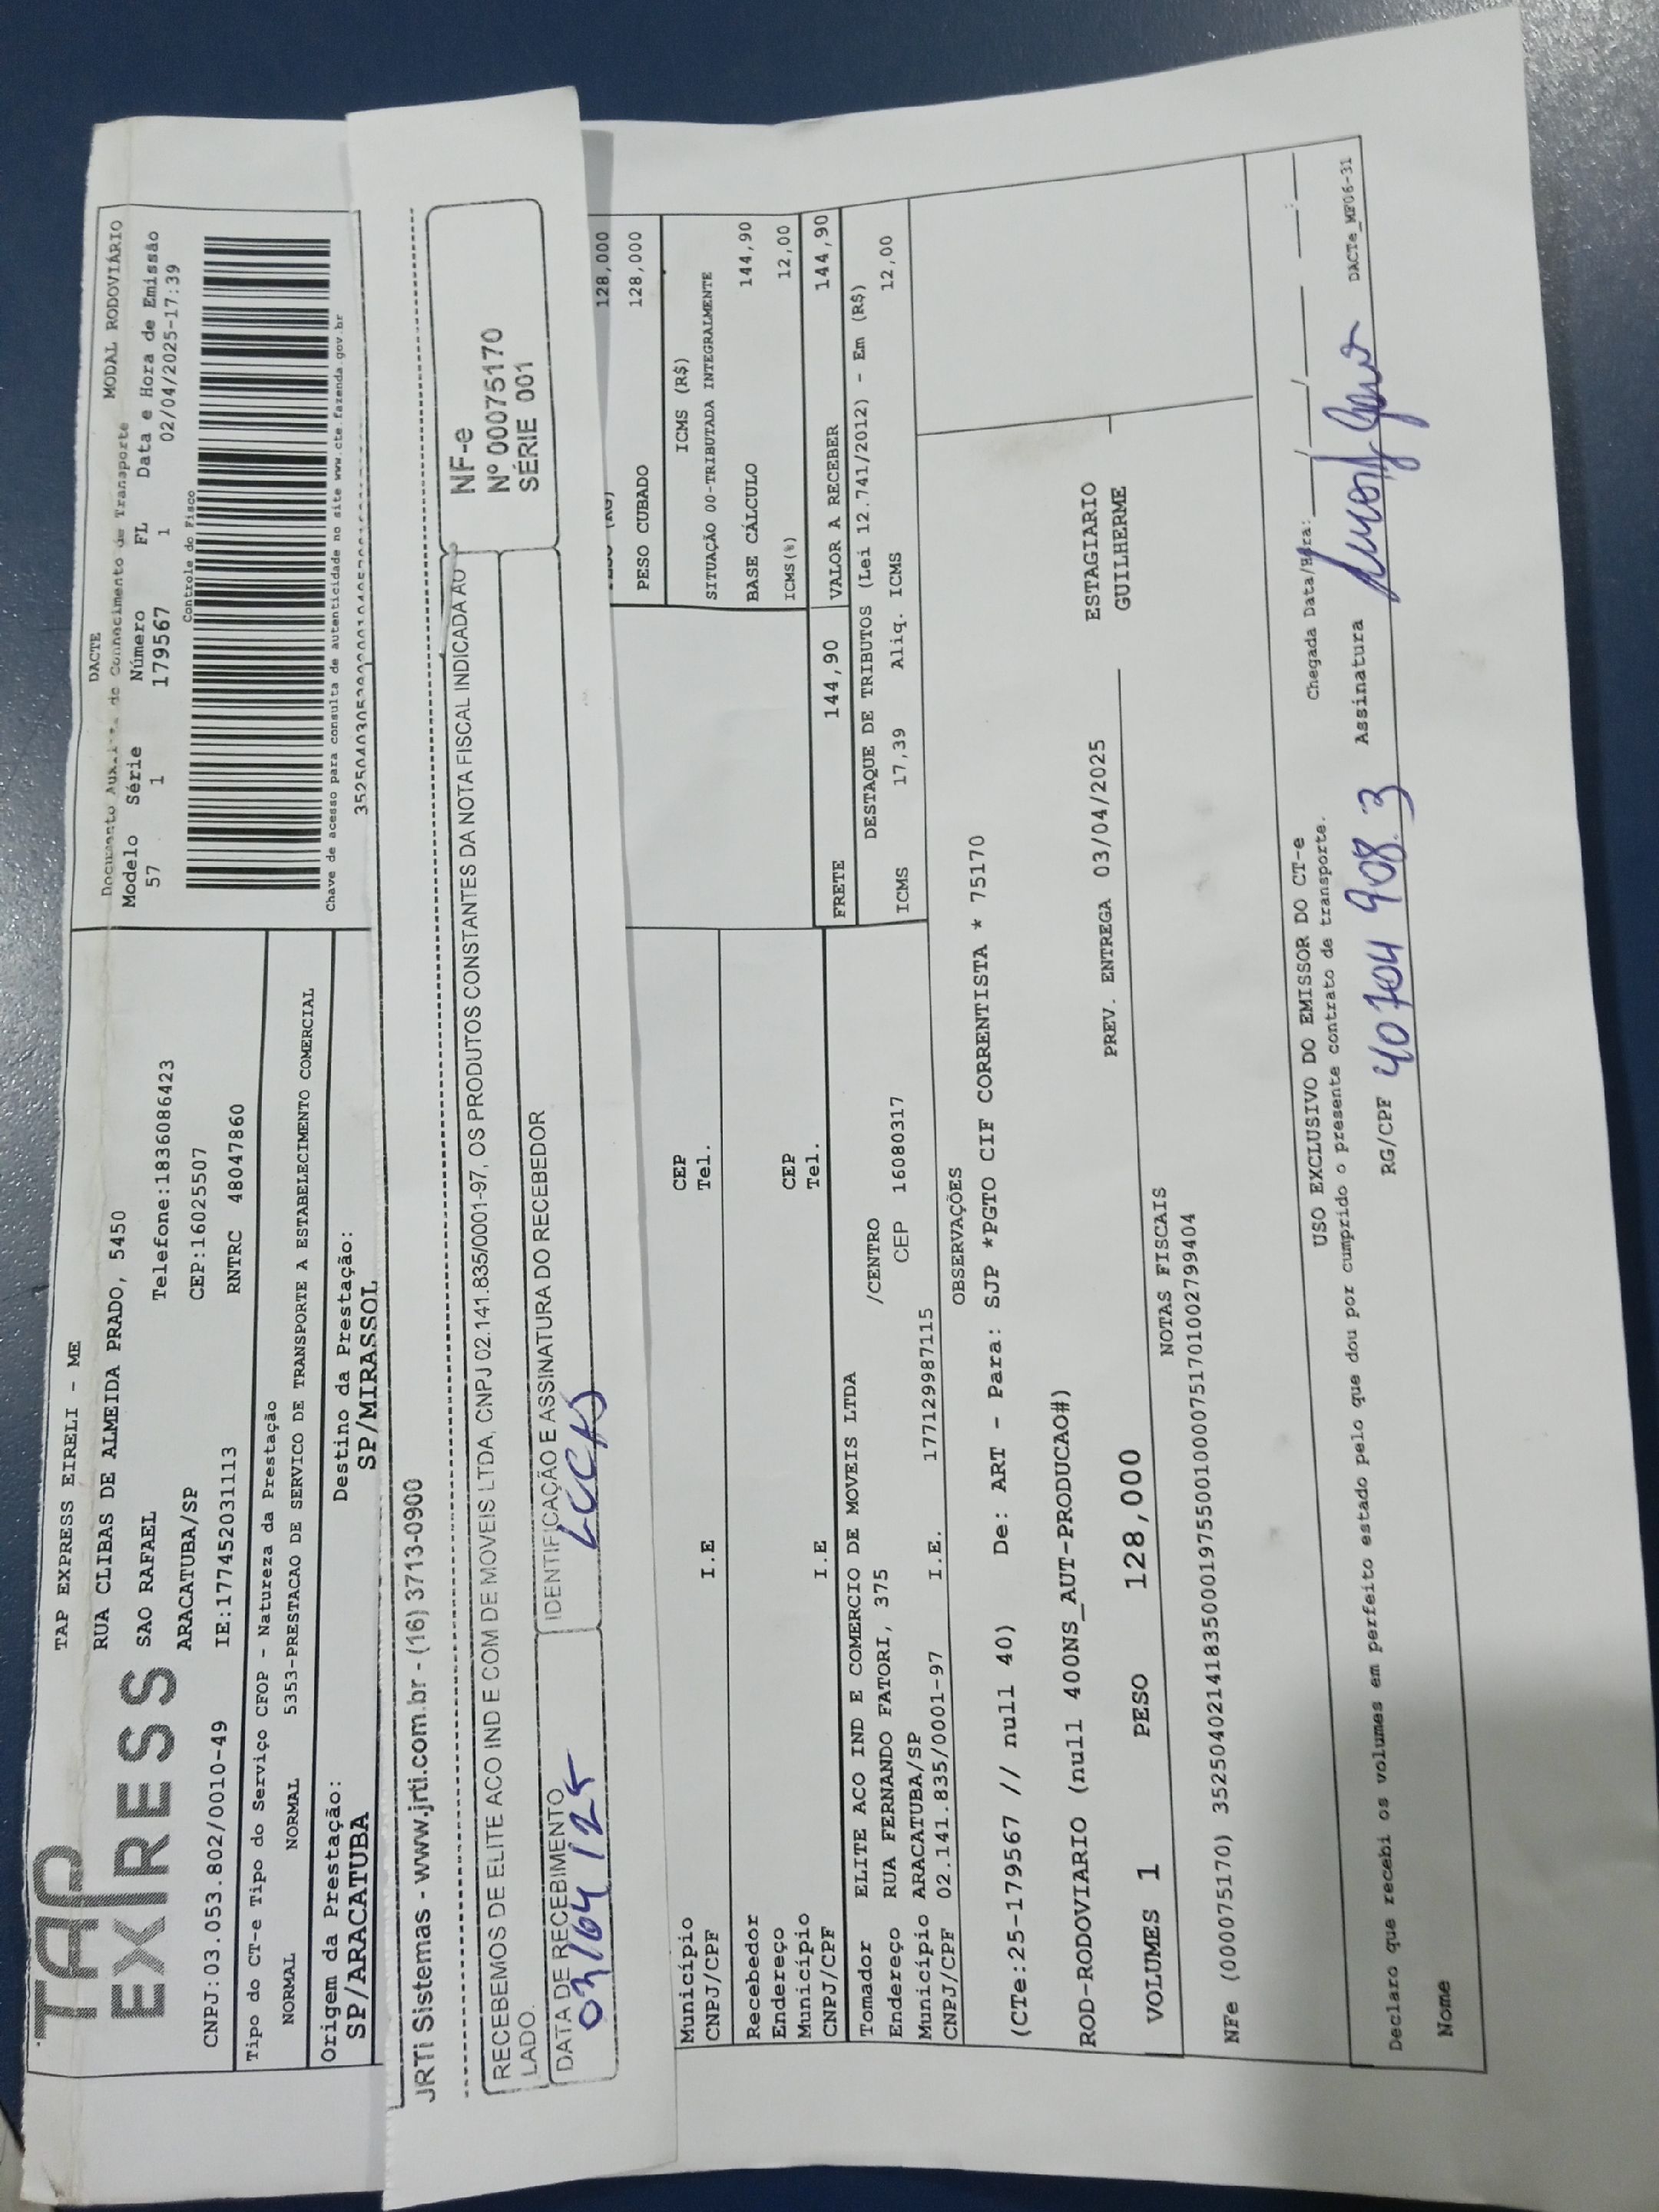 TAP
EXPRESS
TAP EXPRESS EIRELI - ME
RUA CLIBAS DE ALMEIDA PRADO, 5450
SAO RAFAEL Telefone:1836086423
ARACATUBA/SP CEP:16025507
CNPJ:03.053.802/0010-49 IE:177452031113 RNTRC 48047860
DACTE
Documento Auxiliar de Conhecimento de Transporte MODAL RODOVIÁRIO
Modelo Série Número FL Data e Hora de Emissão
57 1 179567 1 02/04/2025-17:39
Controle do Fisco
Chave de acesso para consulta de autenticidade no site www.cte.fazenda.gov.br
Tipo do CT-e Tipo do Serviço CFOP - Natureza da Prestação
NORMAL NORMAL 5353-PRESTACAO DE SERVICO DE TRANSPORTE A ESTABELECIMENTO COMERCIAL
Origem da Prestação: Destino da Prestação:
SP/ARACATUBA SP/MIRASSOL
JRTi Sistemas - www.jrti.com.br - (16) 3713-0900
RECEBEMOS DE ELITE ACO IND E COM DE MOVEIS LTDA, CNPJ 02.141.835/0001-97, OS PRODUTOS CONSTANTES DA NOTA FISCAL INDICADA AO
LADO.
DATA DE RECEBIMENTO IDENTIFICAÇÃO E ASSINATURA DO RECEBEDOR
03/04/25
NF-e
Nº 000075170
SÉRIE 001
128,000
PESO CUBADO 128,000
Município CEP
CNPJ/CPF I.E Tel.
Recebedor
Endereço CEP
Município Tel.
CNPJ/CPF I.E
ICMS (R$)
SITUAÇÃO 00-TRIBUTADA INTEGRALMENTE
BASE CÁLCULO 144,90
ICMS(%) 12,00
FRETE 144,90 VALOR A RECEBER 144,90
DESTAQUE DE TRIBUTOS (Lei 12.741/2012) - Em (R$)
ICMS 17,39 Aliq. ICMS 12,00
Tomador ELITE ACO IND E COMERCIO DE MOVEIS LTDA
Endereço RUA FERNANDO FATORI, 375 /CENTRO
Município ARACATUBA/SP CEP 16080317
CNPJ/CPF 02.141.835/0001-97 I.E. 177129987115
OBSERVAÇÕES
(CTe:25-179567 // null 40) De: ART - Para: SJP *PGTO CIF CORRENTISTA * 75170
ROD-RODOVIARIO (null 400NS_AUT-PRODUCAO#)
PREV. ENTREGA 03/04/2025 ESTAGIARIO
GUILHERME
VOLUMES 1 PESO 128,000
NOTAS FISCAIS
NFe (000075170) 35250402141835000197550010000751701002799404
USO EXCLUSIVO DO EMISSOR DO CT-e
Chegada Data/Hora: __/__/__ __:__
Declaro que recebi os volumes em perfeito estado pelo que dou por cumprido o presente contrato de transporte.
Nome RG/CPF 40704 908.3 Assinatura
DACTe_MF06-31